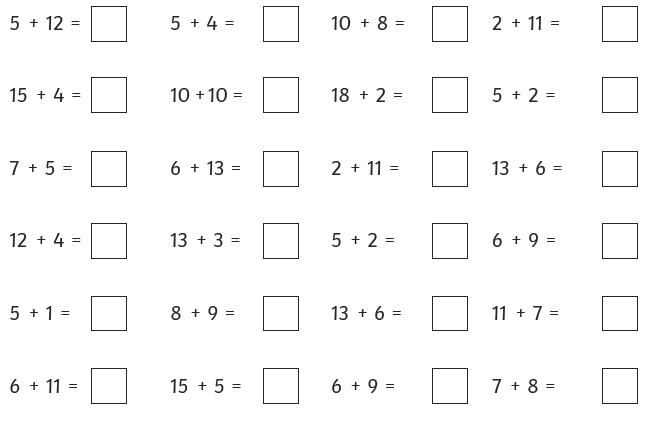 5 + 12 = 5 + 4 = 10 + 8 = 2 + 11 =
15 + 4 = 10 + 10 = 18 + 2 = 5 + 2 =
7 + 5 = 6 + 13 = 2 + 11 = 13 + 6 =
12 + 4 = 13 + 3 = 5 + 2 = 6 + 9 =
5 + 1 = 8 + 9 = 13 + 6 = 11 + 7 =
6 + 11 = 15 + 5 = 6 + 9 = 7 + 8 =